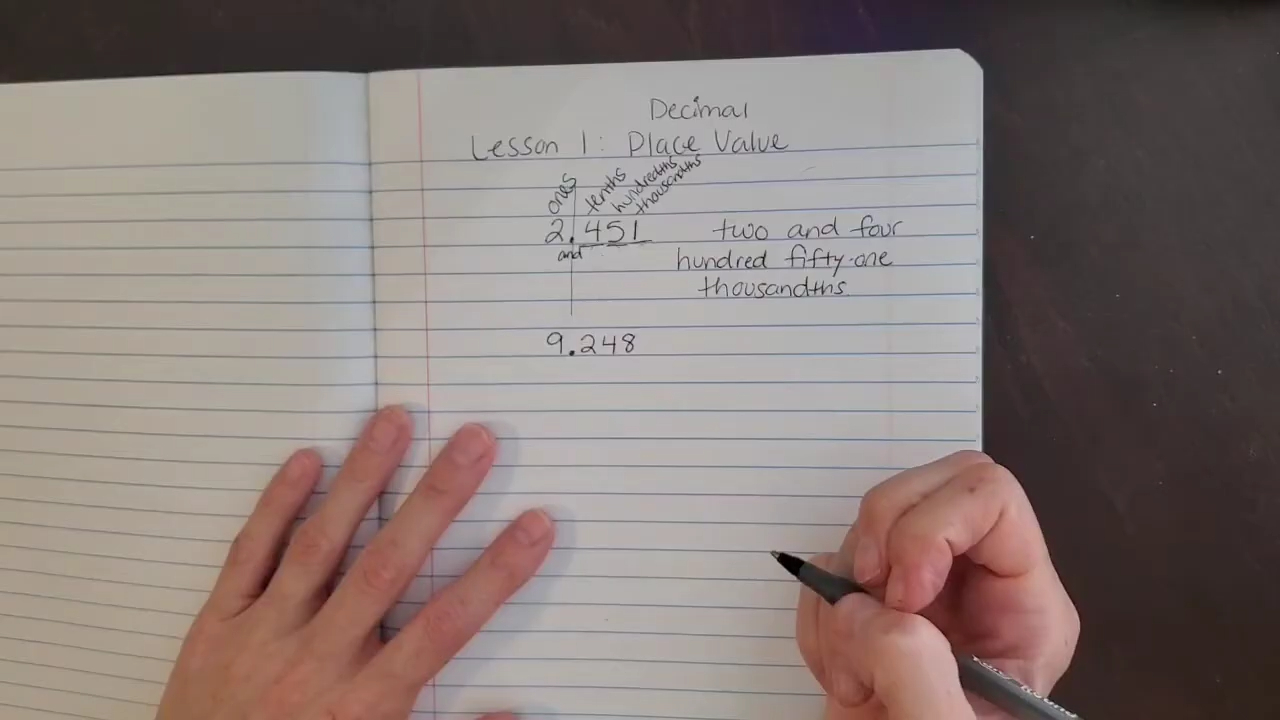 Decimal
Lesson 1: Place Value
ones tenths hundredths thousandths
2.451 two and four
and hundred fifty-one
thousandths.
9.248